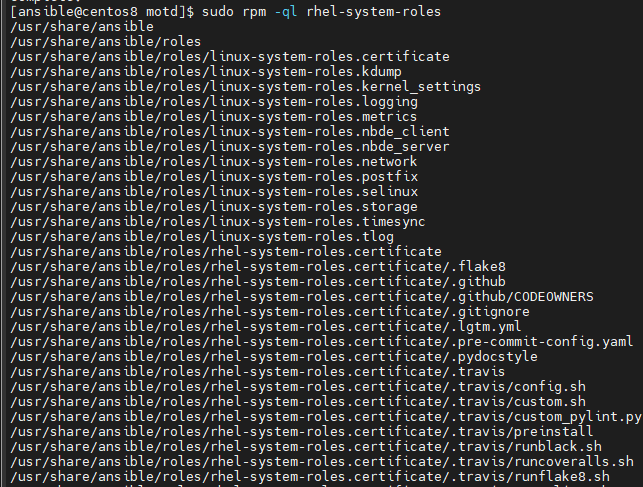 [ansible@centos8 motd]$ sudo rpm -ql rhel-system-roles
/usr/share/ansible
/usr/share/ansible/roles
/usr/share/ansible/roles/linux-system-roles.certificate
/usr/share/ansible/roles/linux-system-roles.kdump
/usr/share/ansible/roles/linux-system-roles.kernel_settings
/usr/share/ansible/roles/linux-system-roles.logging
/usr/share/ansible/roles/linux-system-roles.metrics
/usr/share/ansible/roles/linux-system-roles.nbde_client
/usr/share/ansible/roles/linux-system-roles.nbde_server
/usr/share/ansible/roles/linux-system-roles.network
/usr/share/ansible/roles/linux-system-roles.postfix
/usr/share/ansible/roles/linux-system-roles.selinux
/usr/share/ansible/roles/linux-system-roles.storage
/usr/share/ansible/roles/linux-system-roles.timesync
/usr/share/ansible/roles/linux-system-roles.tlog
/usr/share/ansible/roles/rhel-system-roles.certificate
/usr/share/ansible/roles/rhel-system-roles.certificate/.flake8
/usr/share/ansible/roles/rhel-system-roles.certificate/.github
/usr/share/ansible/roles/rhel-system-roles.certificate/.github/CODEOWNERS
/usr/share/ansible/roles/rhel-system-roles.certificate/.gitignore
/usr/share/ansible/roles/rhel-system-roles.certificate/.lgtm.yml
/usr/share/ansible/roles/rhel-system-roles.certificate/.pre-commit-config.yaml
/usr/share/ansible/roles/rhel-system-roles.certificate/.pydocstyle
/usr/share/ansible/roles/rhel-system-roles.certificate/.travis
/usr/share/ansible/roles/rhel-system-roles.certificate/.travis/config.sh
/usr/share/ansible/roles/rhel-system-roles.certificate/.travis/custom.sh
/usr/share/ansible/roles/rhel-system-roles.certificate/.travis/custom_pylint.py
/usr/share/ansible/roles/rhel-system-roles.certificate/.travis/preinstall
/usr/share/ansible/roles/rhel-system-roles.certificate/.travis/runblack.sh
/usr/share/ansible/roles/rhel-system-roles.certificate/.travis/runcoveralls.sh
/usr/share/ansible/roles/rhel-system-roles.certificate/.travis/runflake8.sh